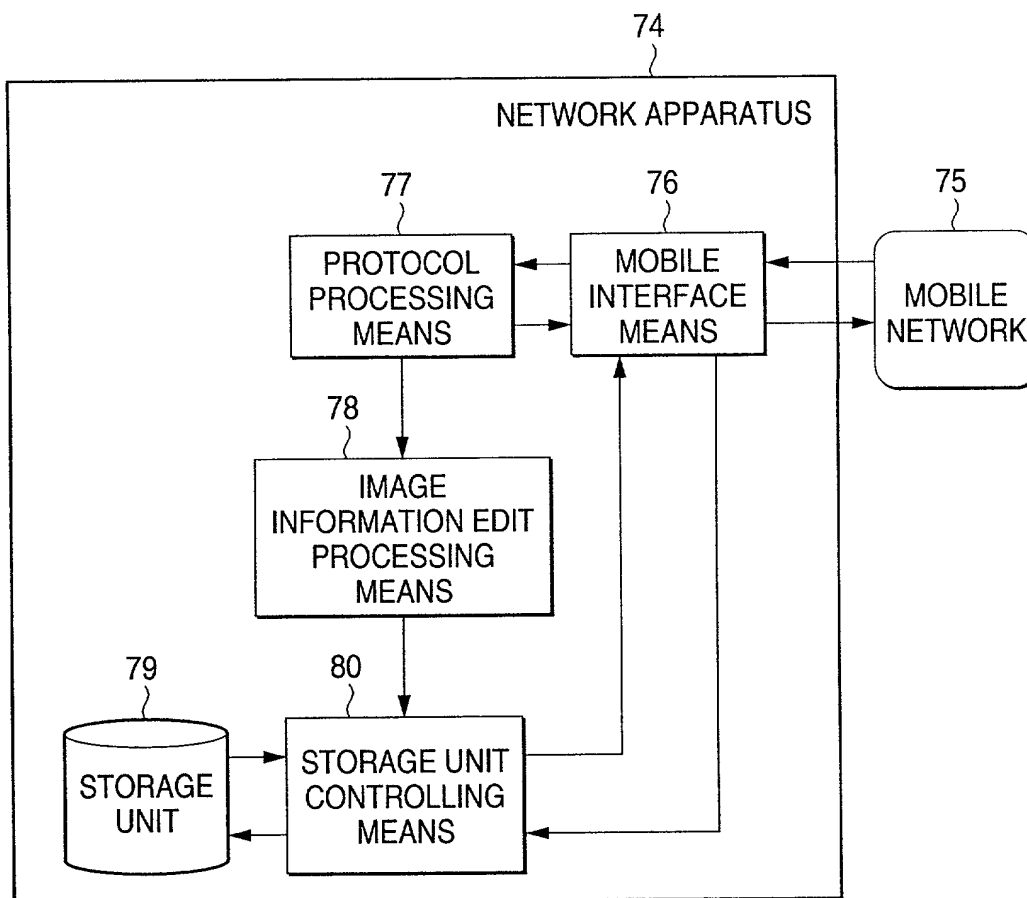 74
NETWORK APPARATUS
77
76
75
PROTOCOL
PROCESSING
MEANS
MOBILE
INTERFACE
MEANS
MOBILE
NETWORK
78
IMAGE
INFORMATION EDIT
PROCESSING
MEANS
79
80
STORAGE
UNIT
STORAGE UNIT
CONTROLLING
MEANS